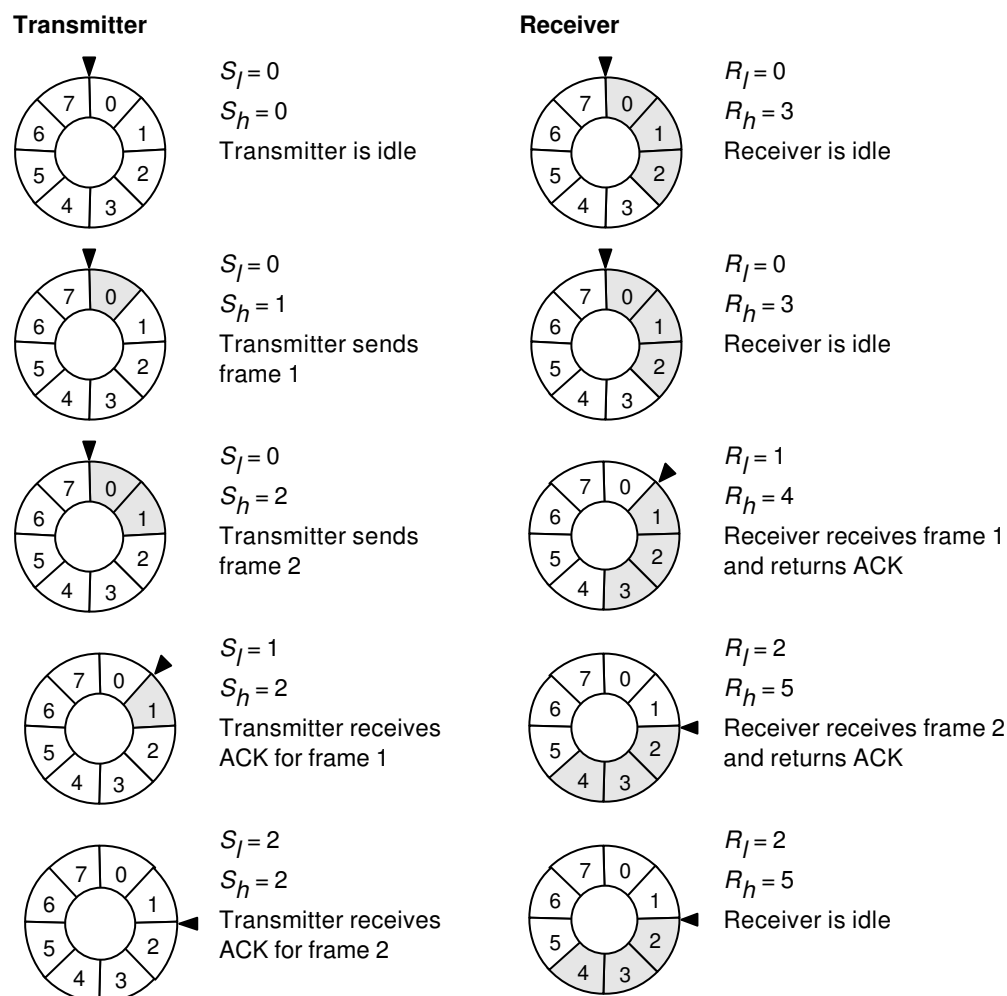 Transmitter
Receiver
7 0 1 2 3 4 5 6
S_l = 0
S_h = 0
Transmitter is idle
7 0 1 2 3 4 5 6
R_l = 0
R_h = 3
Receiver is idle
7 0 1 2 3 4 5 6
S_l = 0
S_h = 1
Transmitter sends
frame 1
7 0 1 2 3 4 5 6
R_l = 0
R_h = 3
Receiver is idle
7 0 1 2 3 4 5 6
S_l = 0
S_h = 2
Transmitter sends
frame 2
7 0 1 2 3 4 5 6
R_l = 1
R_h = 4
Receiver receives frame 1
and returns ACK
7 0 1 2 3 4 5 6
S_l = 1
S_h = 2
Transmitter receives
ACK for frame 1
7 0 1 2 3 4 5 6
R_l = 2
R_h = 5
Receiver receives frame 2
and returns ACK
7 0 1 2 3 4 5 6
S_l = 2
S_h = 2
Transmitter receives
ACK for frame 2
7 0 1 2 3 4 5 6
R_l = 2
R_h = 5
Receiver is idle